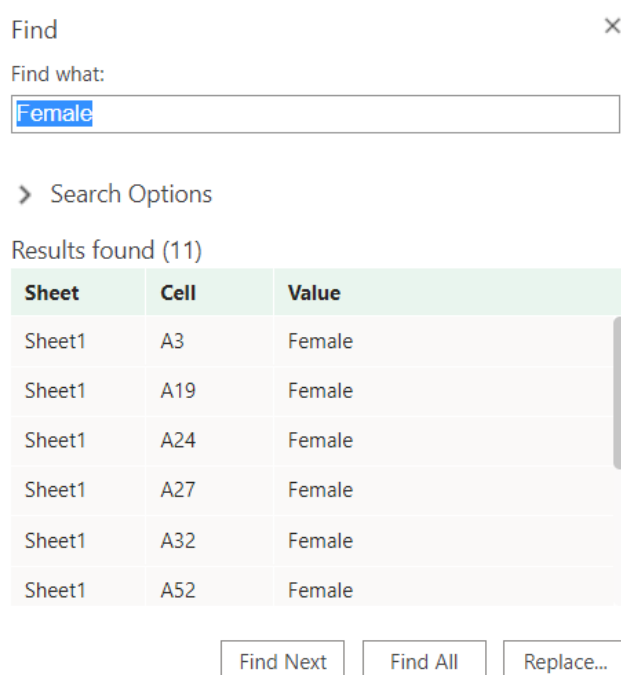 Find
Find what:
Female
Search Options
Results found (11)
Sheet Cell Value
Sheet1 A3 Female
Sheet1 A19 Female
Sheet1 A24 Female
Sheet1 A27 Female
Sheet1 A32 Female
Sheet1 A52 Female
Find Next Find All Replace...